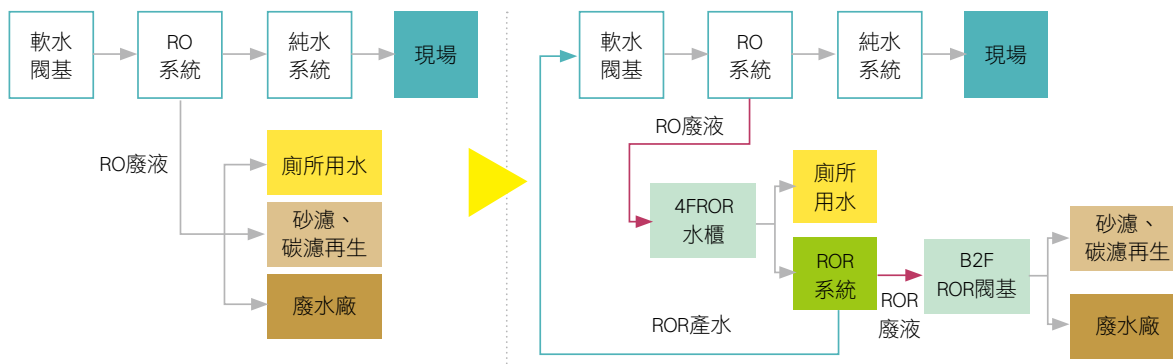 軟水
閥基
RO
系統
純水
系統
現場
RO廢液
廁所用水
砂濾、
碳濾再生
廢水廠
軟水
閥基
RO
系統
純水
系統
現場
RO廢液
4FROR
水櫃
廁所
用水
ROR
系統
ROR
廢液
B2F
ROR閥基
砂濾、
碳濾再生
廢水廠
ROR產水